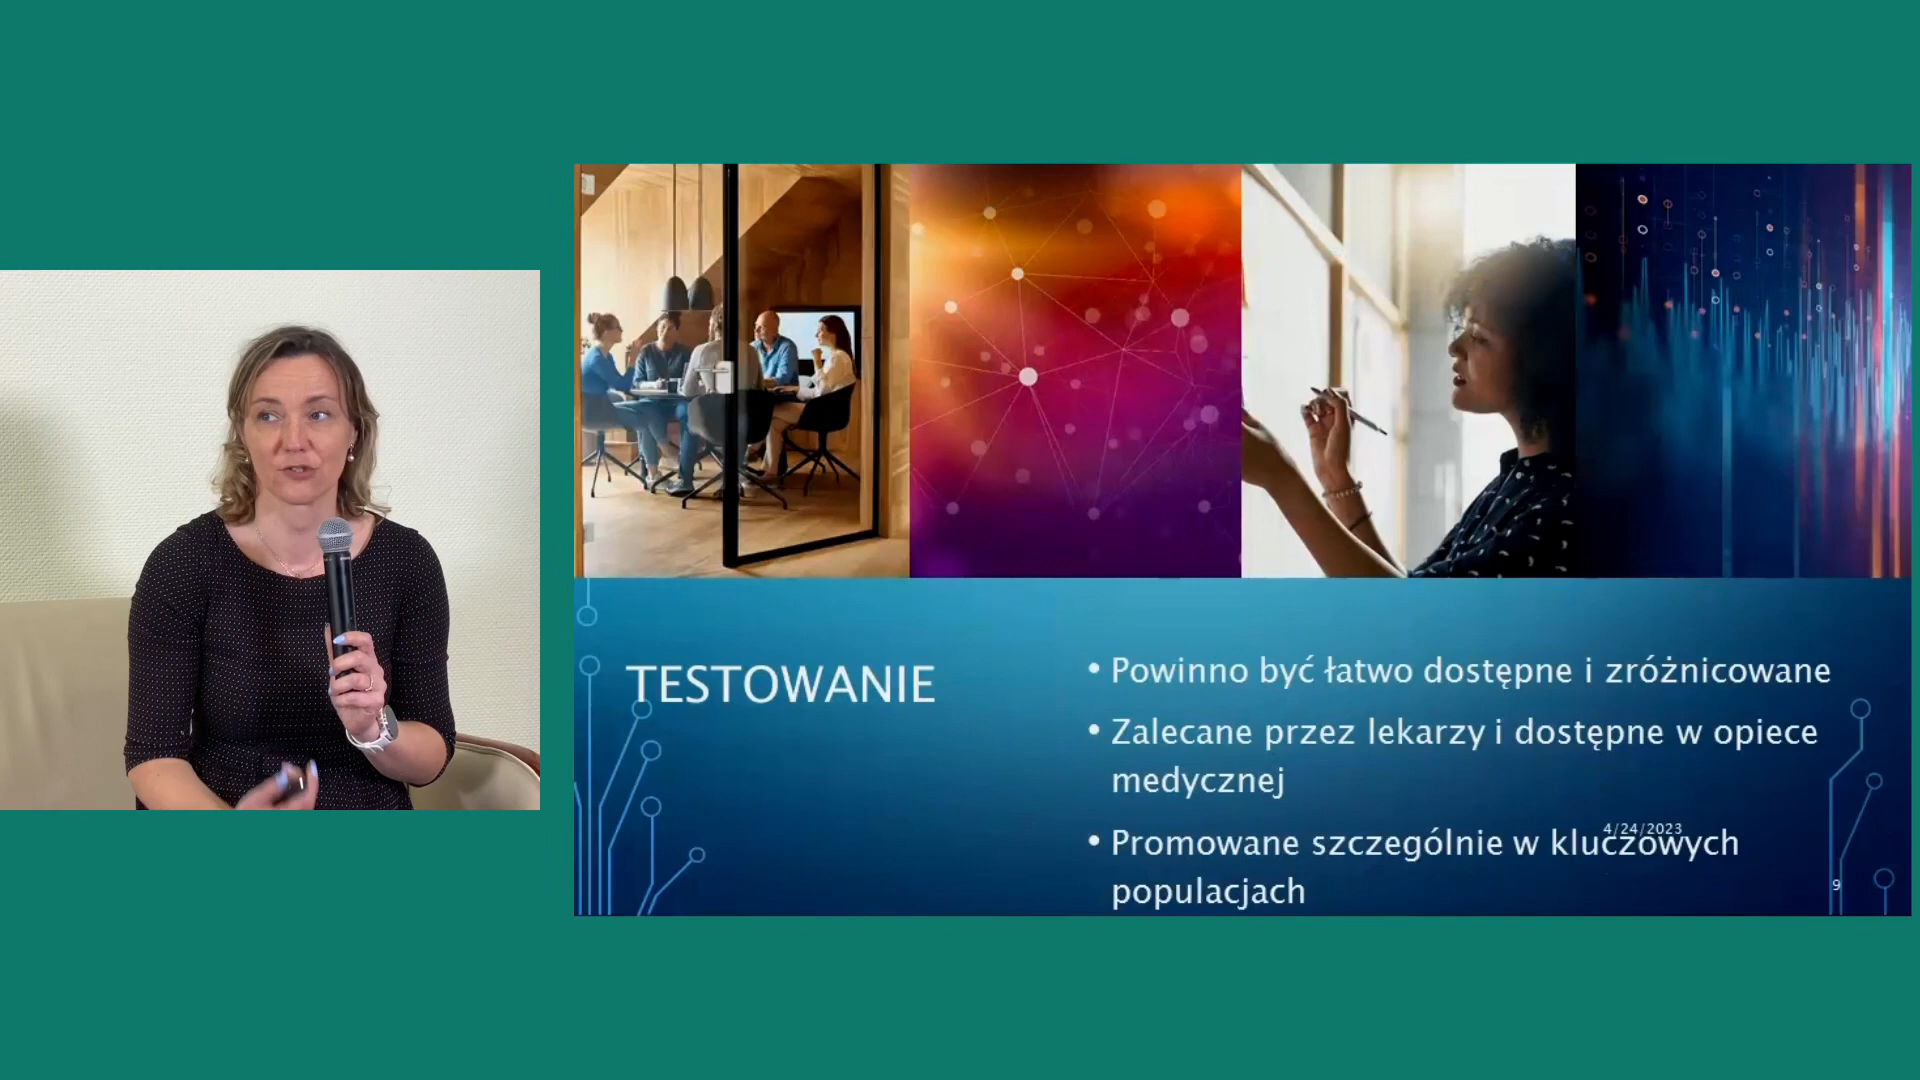 TESTOWANIE
• Powinno być łatwo dostępne i zróżnicowane
• Zalecane przez lekarzy i dostępne w opiece
medycznej
• Promowane szczególnie w kluczowych
populacjach
4/24/2023
9